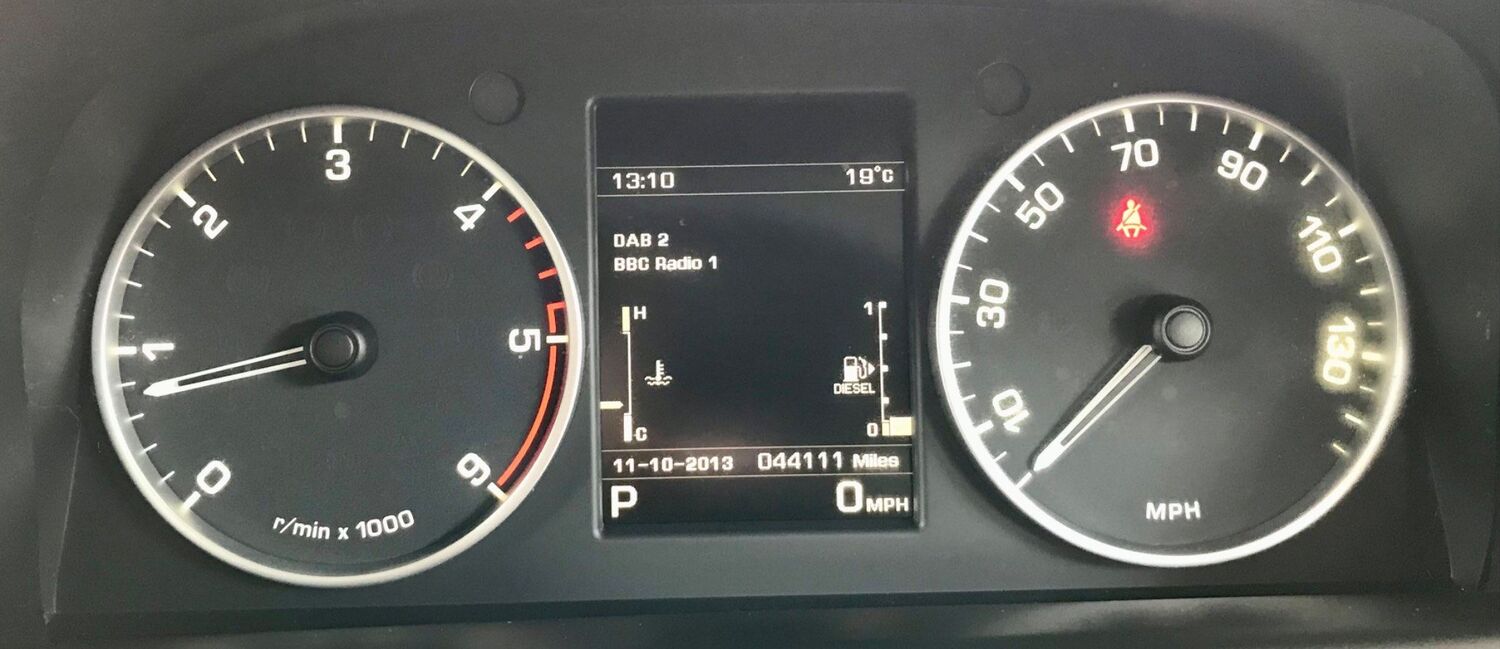 0
1
2
3
4
5
6
r/min x 1000
13:10 19°C
DAB 2
BBC Radio 1
H
C
1
DIESEL
0
11-10-2013 044111 Miles
P 0 MPH
10
30
50
70
90
110
130
MPH